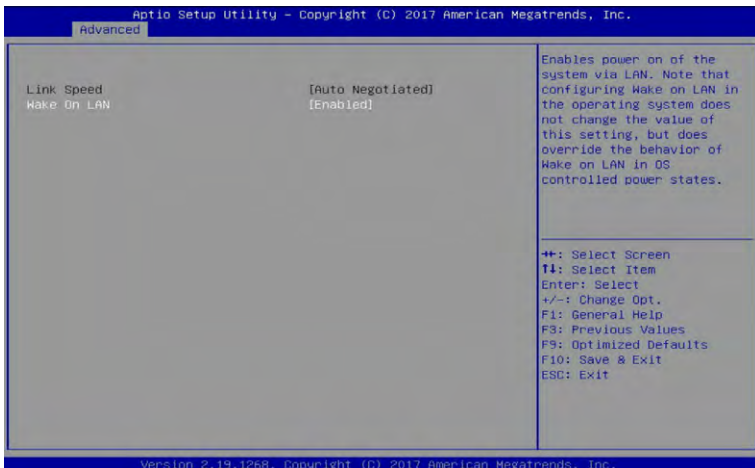 Aptio Setup Utility – Copyright (C) 2017 American Megatrends, Inc.
Advanced
Link Speed [Auto Negotiated]
Wake On LAN [Enabled]
Enables power on of the
system via LAN. Note that
configuring Wake on LAN in
the operating system does
not change the value of
this setting, but does
override the behavior of
Wake on LAN in OS
controlled power states.
→←: Select Screen
↑↓: Select Item
Enter: Select
+/-: Change Opt.
F1: General Help
F3: Previous Values
F9: Optimized Defaults
F10: Save & Exit
ESC: Exit
Version 2.19.1268. Copyright (C) 2017 American Megatrends, Inc.